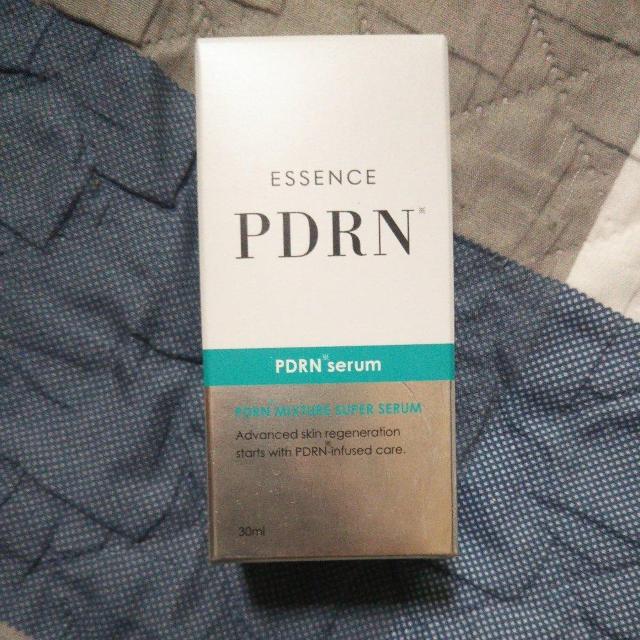 ESSENCE
PDRN※
PDRN※ serum
PDRN MIXTURE SUPER SERUM
Advanced skin regeneration
starts with PDRN※-infused care.
30ml